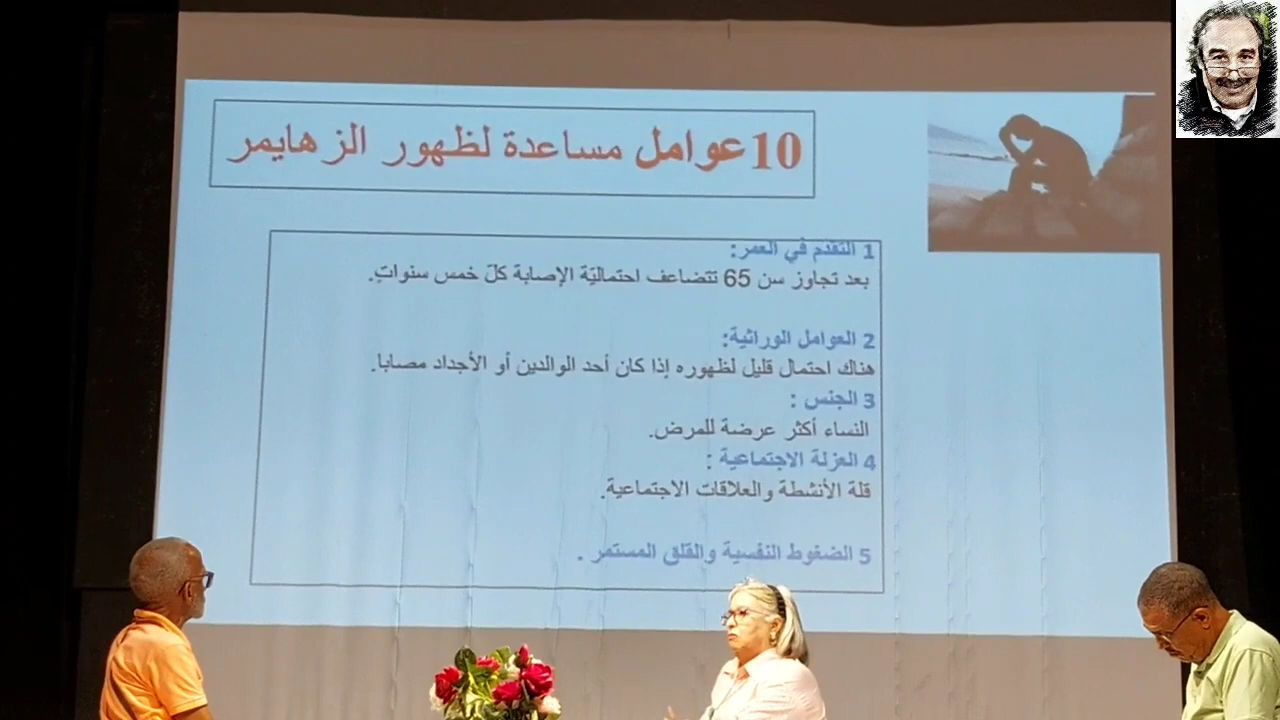 10 عوامل مساعدة لظهور الزهايمر
1 التقدم في العمر:
بعد تجاوز سن 65 تتضاعف احتماليّة الإصابة كلّ خمس سنواتٍ.
2 العوامل الوراثية:
هناك احتمال قليل لظهوره إذا كان أحد الوالدين أو الأجداد مصابا.
3 الجنس :
النساء أكثر عرضة للمرض.
4 العزلة الاجتماعية :
قلة الأنشطة والعلاقات الاجتماعية.
5 الضغوط النفسية والقلق المستمر .